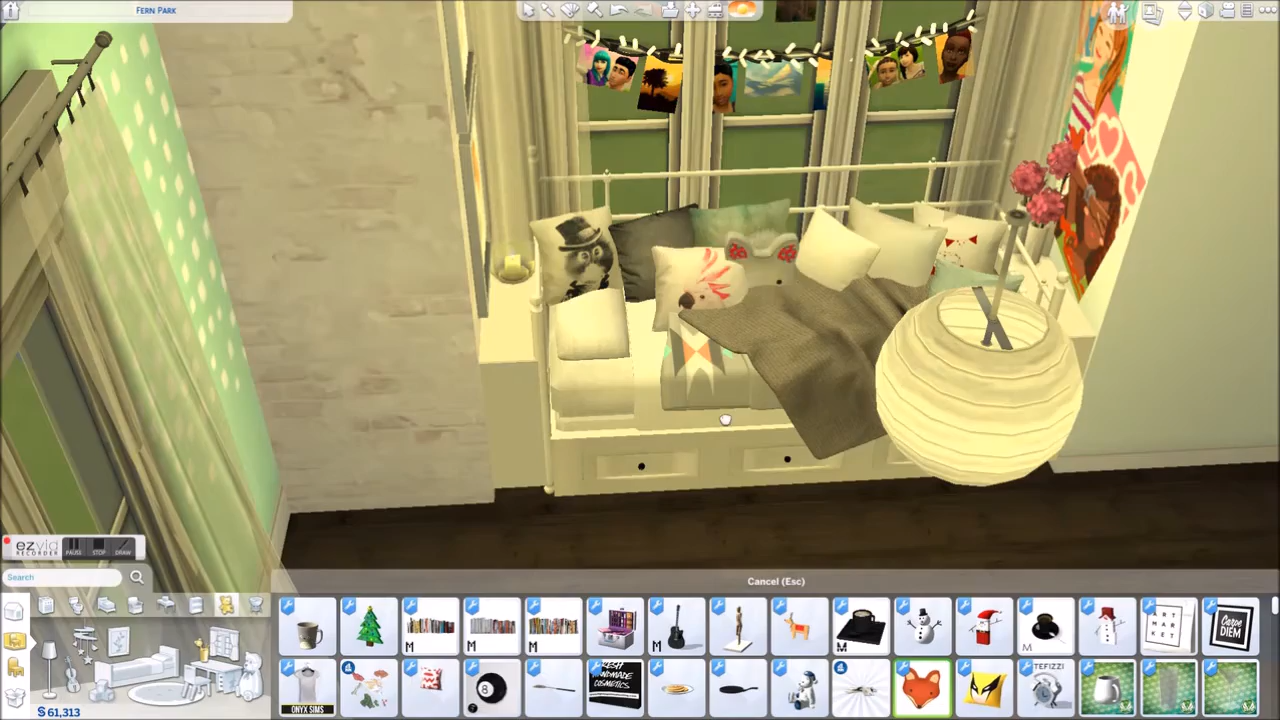 FERN PARK
ezvid
RECORDER
PAUSE STOP DRAW
Search
Cancel (Esc)
M M M M M M
ART
MARKET
Carpe
DIEM
ONYX SIMS
8
FRESH
HANDMADE
COSMETICS
TEFIZZI
$61,313